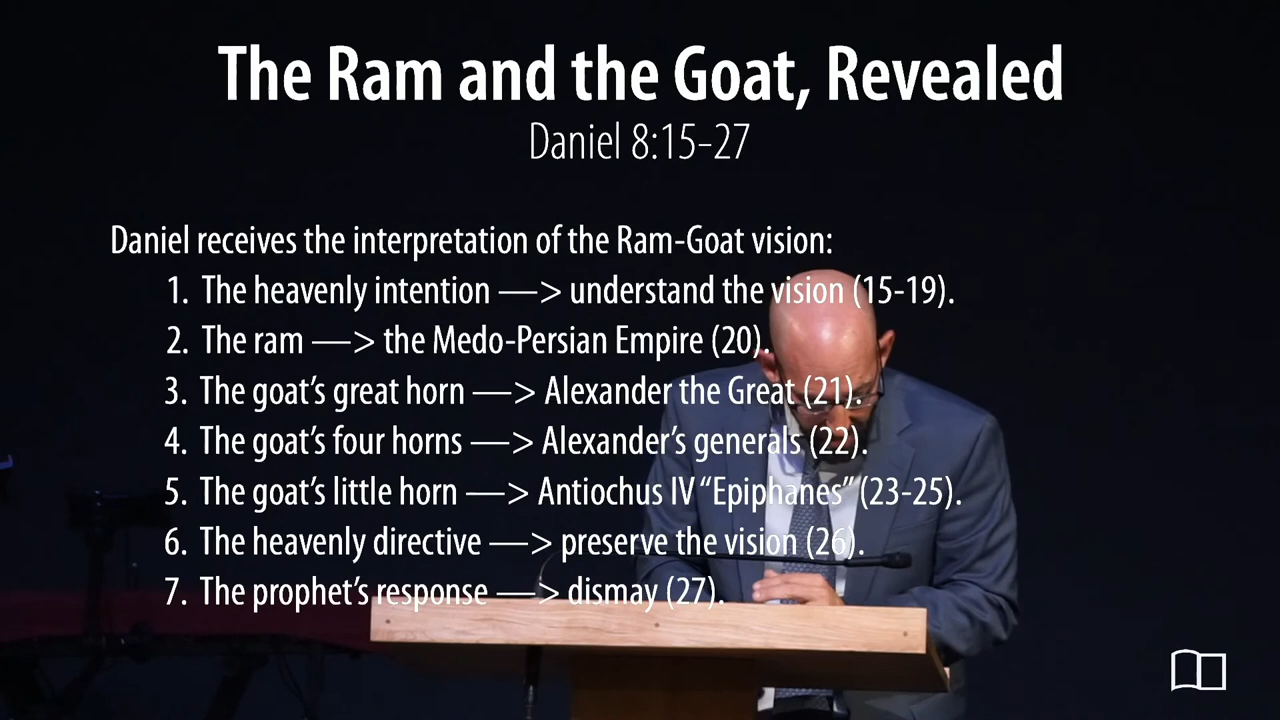 The Ram and the Goat, Revealed
Daniel 8:15-27
Daniel receives the interpretation of the Ram-Goat vision:
1. The heavenly intention —> understand the vision (15-19).
2. The ram —> the Medo-Persian Empire (20).
3. The goat’s great horn —> Alexander the Great (21).
4. The goat’s four horns —> Alexander’s generals (22).
5. The goat’s little horn —> Antiochus IV “Epiphanes” (23-25).
6. The heavenly directive —> preserve the vision (26).
7. The prophet’s response —> dismay (27).